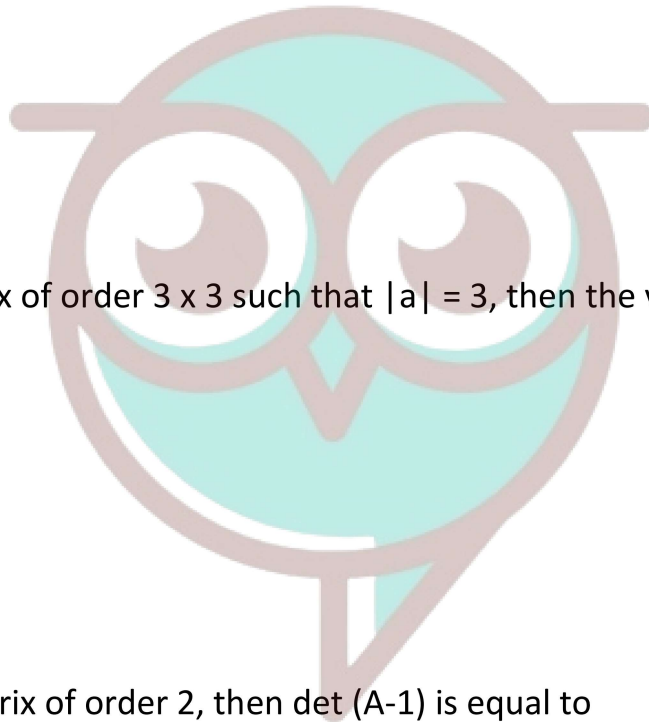 x of order 3 x 3 such that |a| = 3, then the
rix of order 2, then det (A-1) is equal to